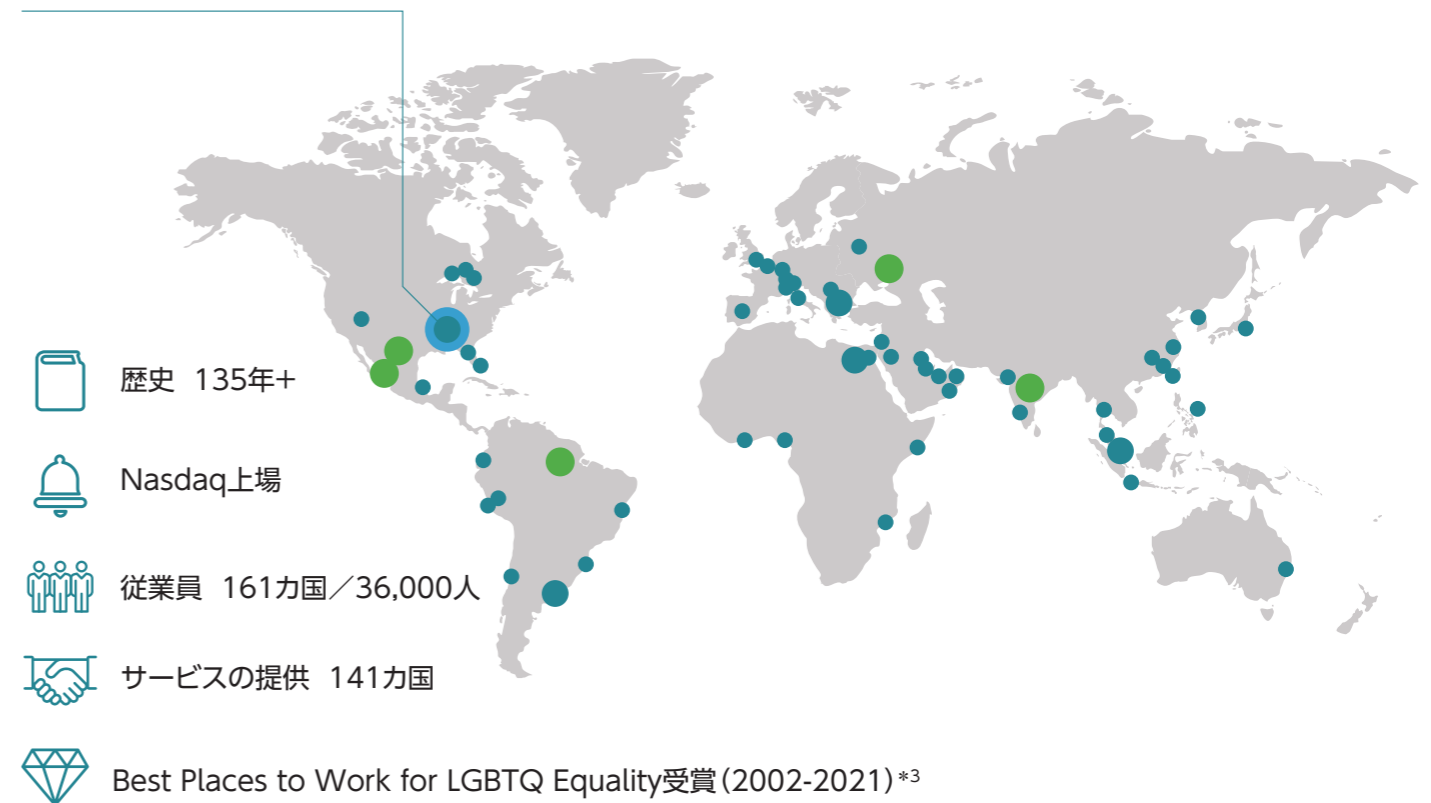 歴史 135年+
Nasdaq上場
従業員 161カ国／36,000人
サービスの提供 141カ国
Best Places to Work for LGBTQ Equality受賞（2002-2021）*3